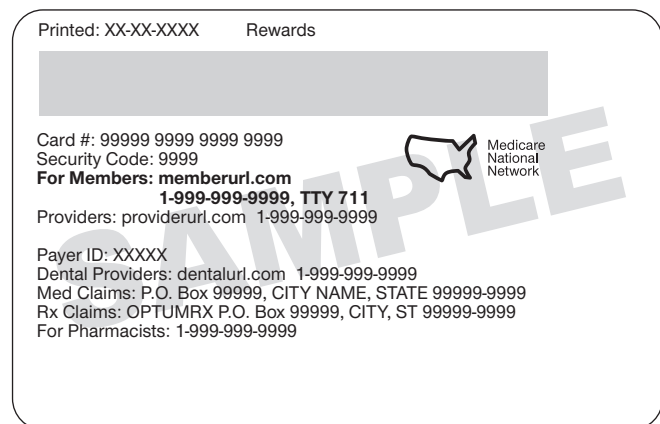 Printed: XX-XX-XXXX Rewards
Card #: 99999 9999 9999 9999
Security Code: 9999
For Members: memberurl.com
1-999-999-9999, TTY 711
Providers: providerurl.com 1-999-999-9999
Medicare
National
Network
Payer ID: XXXXX
Dental Providers: dentalurl.com 1-999-999-9999
Med Claims: P.O. Box 99999, CITY NAME, STATE 99999-9999
Rx Claims: OPTUMRX P.O. Box 99999, CITY, ST 99999-9999
For Pharmacists: 1-999-999-9999
SAMPLE